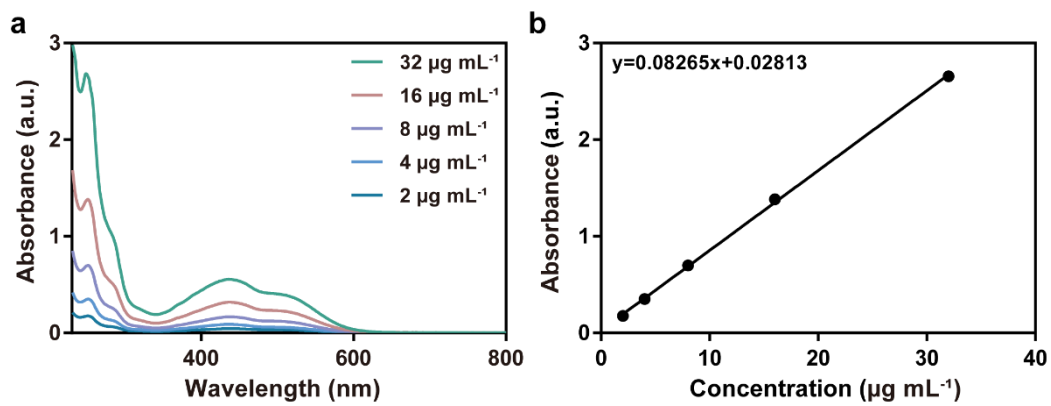 a
3
2
1
0
Absorbance (a.u.)
32 μg mL⁻¹
16 μg mL⁻¹
8 μg mL⁻¹
4 μg mL⁻¹
2 μg mL⁻¹
400
600
800
Wavelength (nm)
b
3
2
1
0
Absorbance (a.u.)
y=0.08265x+0.02813
0
10
20
30
40
Concentration (μg mL⁻¹)